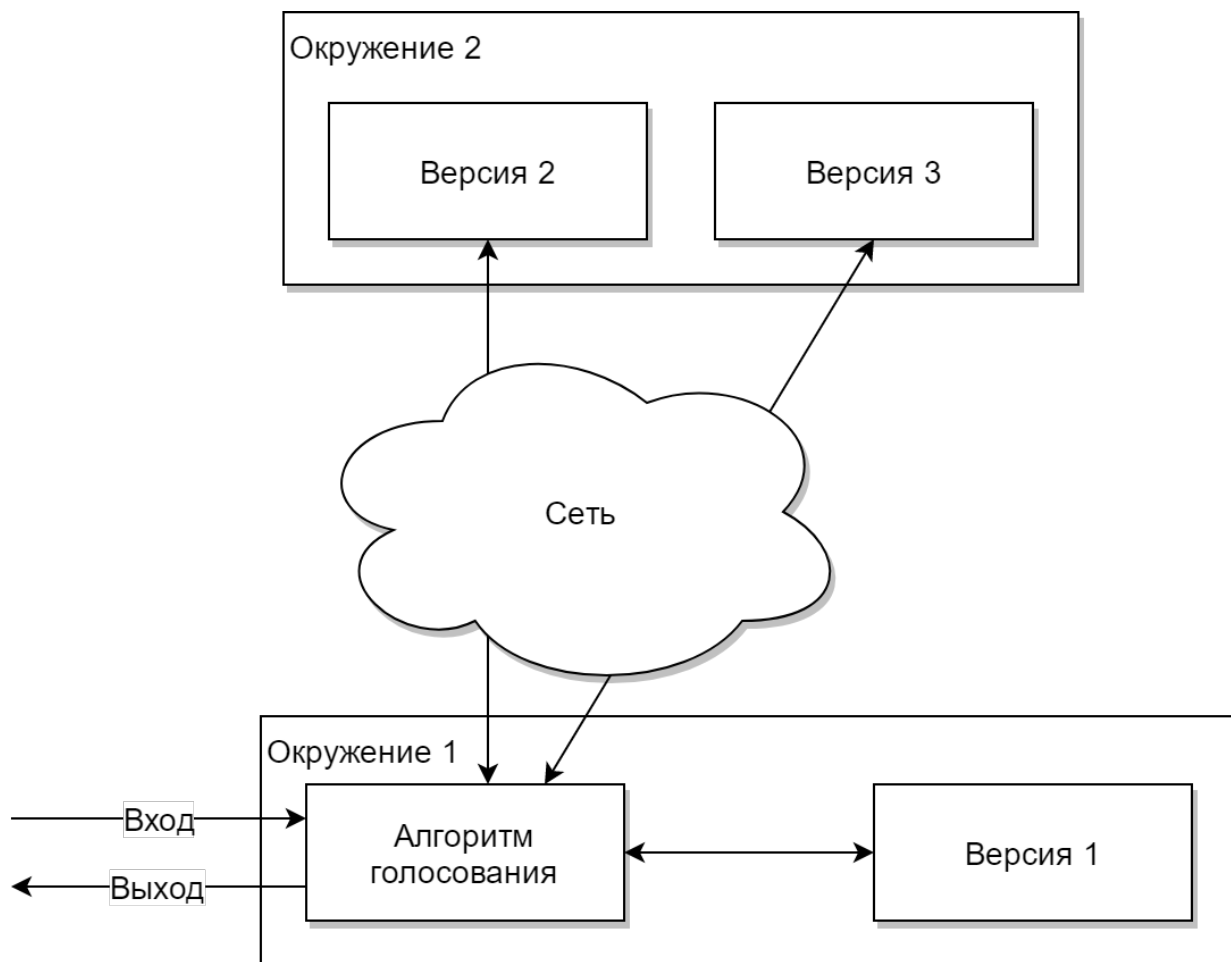 Окружение 2
Версия 2
Версия 3
Сеть
Окружение 1
Вход
Выход
Алгоритм
голосования
Версия 1